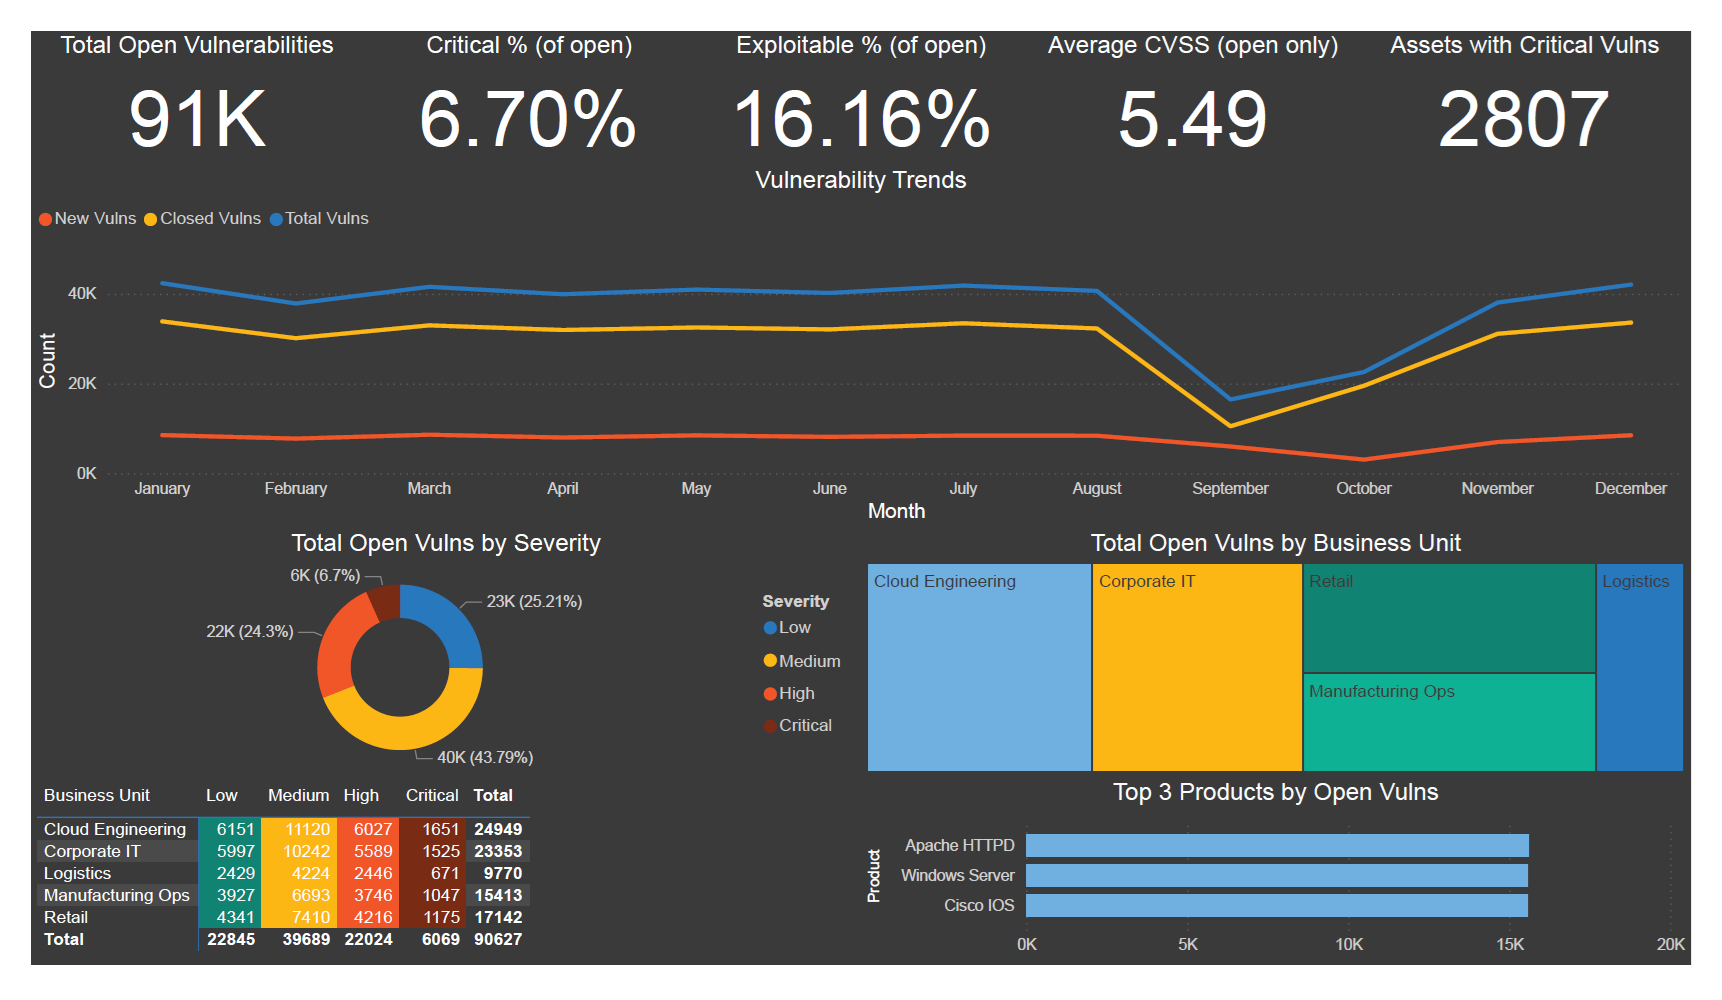 Total Open Vulnerabilities
91K
Critical % (of open)
6.70%
Exploitable % (of open)
16.16%
Average CVSS (open only)
5.49
Assets with Critical Vulns
2807
Vulnerability Trends
New Vulns Closed Vulns Total Vulns
Count
40K
20K
0K
January February March April May June July August September October November December
Month
Total Open Vulns by Severity
6K (6.7%)
23K (25.21%)
22K (24.3%)
40K (43.79%)
Severity
Low
Medium
High
Critical
Total Open Vulns by Business Unit
Cloud Engineering
Corporate IT
Retail
Logistics
Manufacturing Ops
Business Unit Low Medium High Critical Total
Cloud Engineering 6151 11120 6027 1651 24949
Corporate IT 5997 10242 5589 1525 23353
Logistics 2429 4224 2446 671 9770
Manufacturing Ops 3927 6693 3746 1047 15413
Retail 4341 7410 4216 1175 17142
Total 22845 39689 22024 6069 90627
Top 3 Products by Open Vulns
Product
Apache HTTPD
Windows Server
Cisco IOS
0K 5K 10K 15K 20K